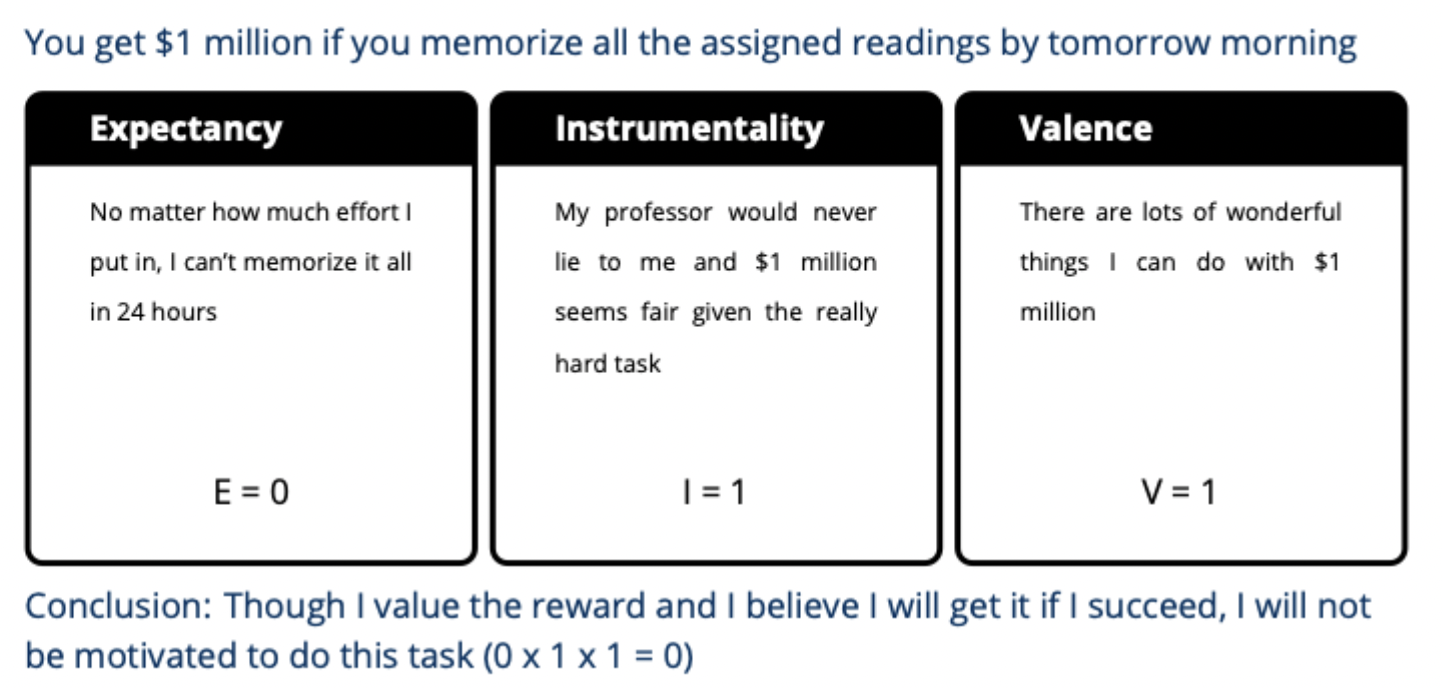 You get $1 million if you memorize all the assigned readings by tomorrow morning
Expectancy
No matter how much effort I
put in, I can’t memorize it all
in 24 hours
E = 0
Instrumentality
My professor would never
lie to me and $1 million
seems fair given the really
hard task
I = 1
Valence
There are lots of wonderful
things I can do with $1
million
V = 1
Conclusion: Though I value the reward and I believe I will get it if I succeed, I will not
be motivated to do this task (0 x 1 x 1 = 0)